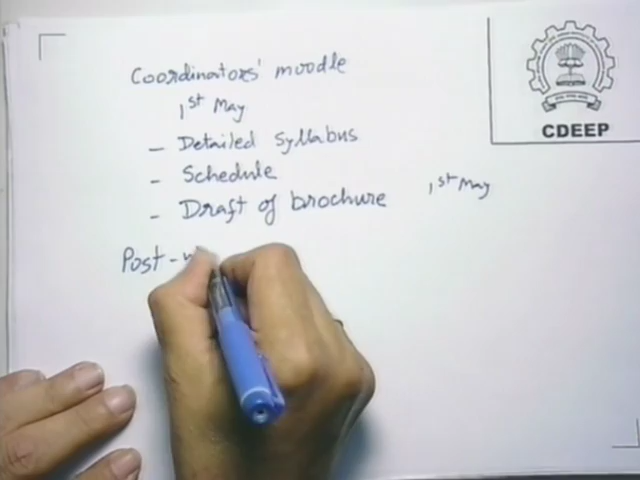 Coordinators' moodle
1st May
- Detailed Syllabus
- Schedule
- Draft of brochure 1st May
Post -
CDEEP